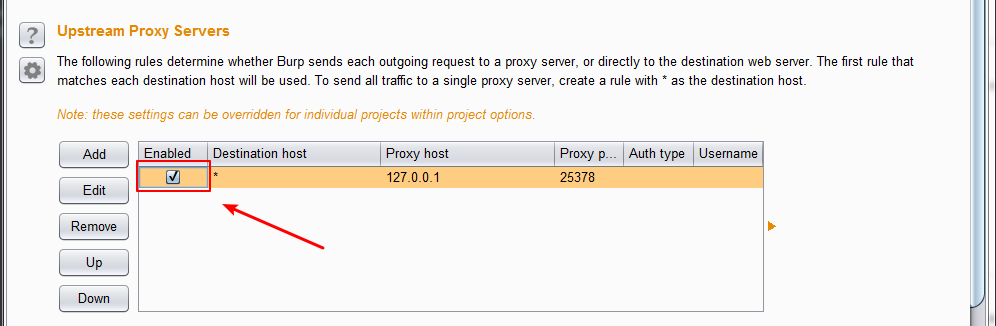 Upstream Proxy Servers
The following rules determine whether Burp sends each outgoing request to a proxy server, or directly to the destination web server. The first rule that
matches each destination host will be used. To send all traffic to a single proxy server, create a rule with * as the destination host.
Note: these settings can be overridden for individual projects within project options.
Add
Edit
Remove
Up
Down
Enabled Destination host Proxy host Proxy p... Auth type Username
* 127.0.0.1 25378